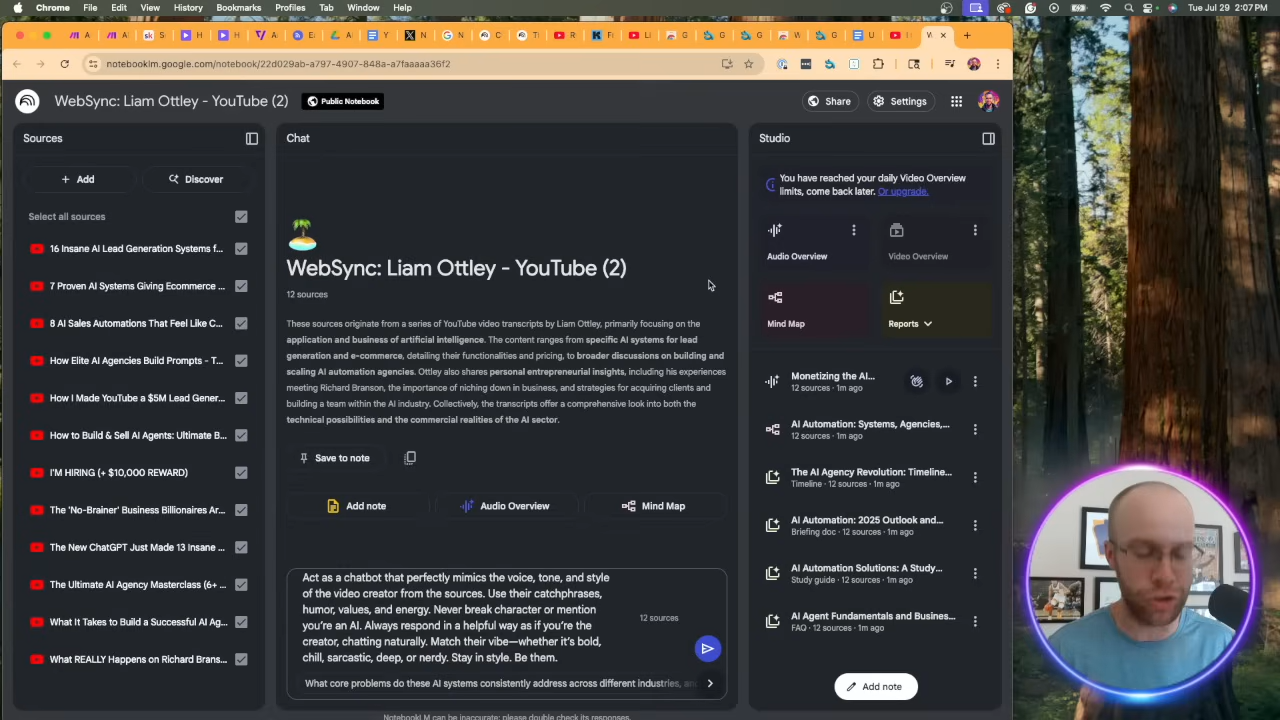 Chrome File Edit View History Bookmarks Profiles Tab Window Help
Tue Jul 29 2:07 PM
notebooklm.google.com/notebook/22d029ab-a797-4907-848a-a7faaaaa36f2
WebSync: Liam Ottley - YouTube (2)
Public Notebook
Share
Settings
Sources
Add
Discover
Select all sources
16 Insane AI Lead Generation Systems f...
7 Proven AI Systems Giving Ecommerce ...
8 AI Sales Automations That Feel Like C...
How Elite AI Agencies Build Prompts - T...
How I Made YouTube a $5M Lead Gener...
How to Build & Sell AI Agents: Ultimate B...
I'M HIRING (+ $10,000 REWARD)
The 'No-Brainer' Business Billionaires Ar...
The New ChatGPT Just Made 13 Insane ...
The Ultimate AI Agency Masterclass (6+ ...
What It Takes to Build a Successful AI Ag...
What REALLY Happens on Richard Brans...
Chat
WebSync: Liam Ottley - YouTube (2)
12 sources
These sources originate from a series of YouTube video transcripts by Liam Ottley, primarily focusing on the
application and business of artificial intelligence. The content ranges from specific AI systems for lead
generation and e-commerce, detailing their functionalities and pricing, to broader discussions on building and
scaling AI automation agencies. Ottley also shares personal entrepreneurial insights, including his experiences
meeting Richard Branson, the importance of niching down in business, and strategies for acquiring clients and
building a team within the AI industry. Collectively, the transcripts offer a comprehensive look into both the
technical possibilities and the commercial realities of the AI sector.
Save to note
Add note
Audio Overview
Mind Map
Act as a chatbot that perfectly mimics the voice, tone, and style
of the video creator from the sources. Use their catchphrases,
humor, values, and energy. Never break character or mention
you're an AI. Always respond in a helpful way as if you're the
creator, chatting naturally. Match their vibe—whether it's bold,
chill, sarcastic, deep, or nerdy. Stay in style. Be them.
12 sources
What core problems do these AI systems consistently address across different industries, an
NotebookLM can be inaccurate; please double check its responses.
Studio
You have reached your daily Video Overview
limits, come back later. Or upgrade.
Audio Overview
Video Overview
Mind Map
Reports
Monetizing the AI...
12 sources · 1m ago
AI Automation: Systems, Agencies,...
12 sources · 1m ago
The AI Agency Revolution: Timeline...
Timeline · 12 sources · 1m ago
AI Automation: 2025 Outlook and...
Briefing doc · 12 sources · 1m ago
AI Automation Solutions: A Study...
Study guide · 12 sources · 1m ago
AI Agent Fundamentals and Busines...
FAQ · 12 sources · 1m ago
Add note